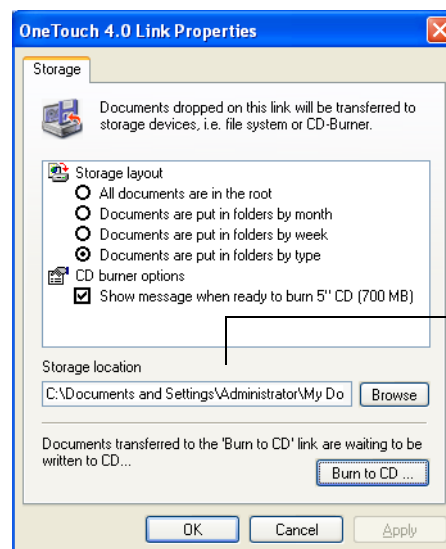 OneTouch 4.0 Link Properties
Storage
Documents dropped on this link will be transferred to
storage devices, i.e. file system or CD-Burner.
Storage layout
All documents are in the root
Documents are put in folders by month
Documents are put in folders by week
Documents are put in folders by type
CD burner options
Show message when ready to burn 5" CD (700 MB)
Storage location
C:\Documents and Settings\Administrator\My Do
Browse
Documents transferred to the 'Burn to CD' link are waiting to be
written to CD...
Burn to CD ...
OK
Cancel
Apply